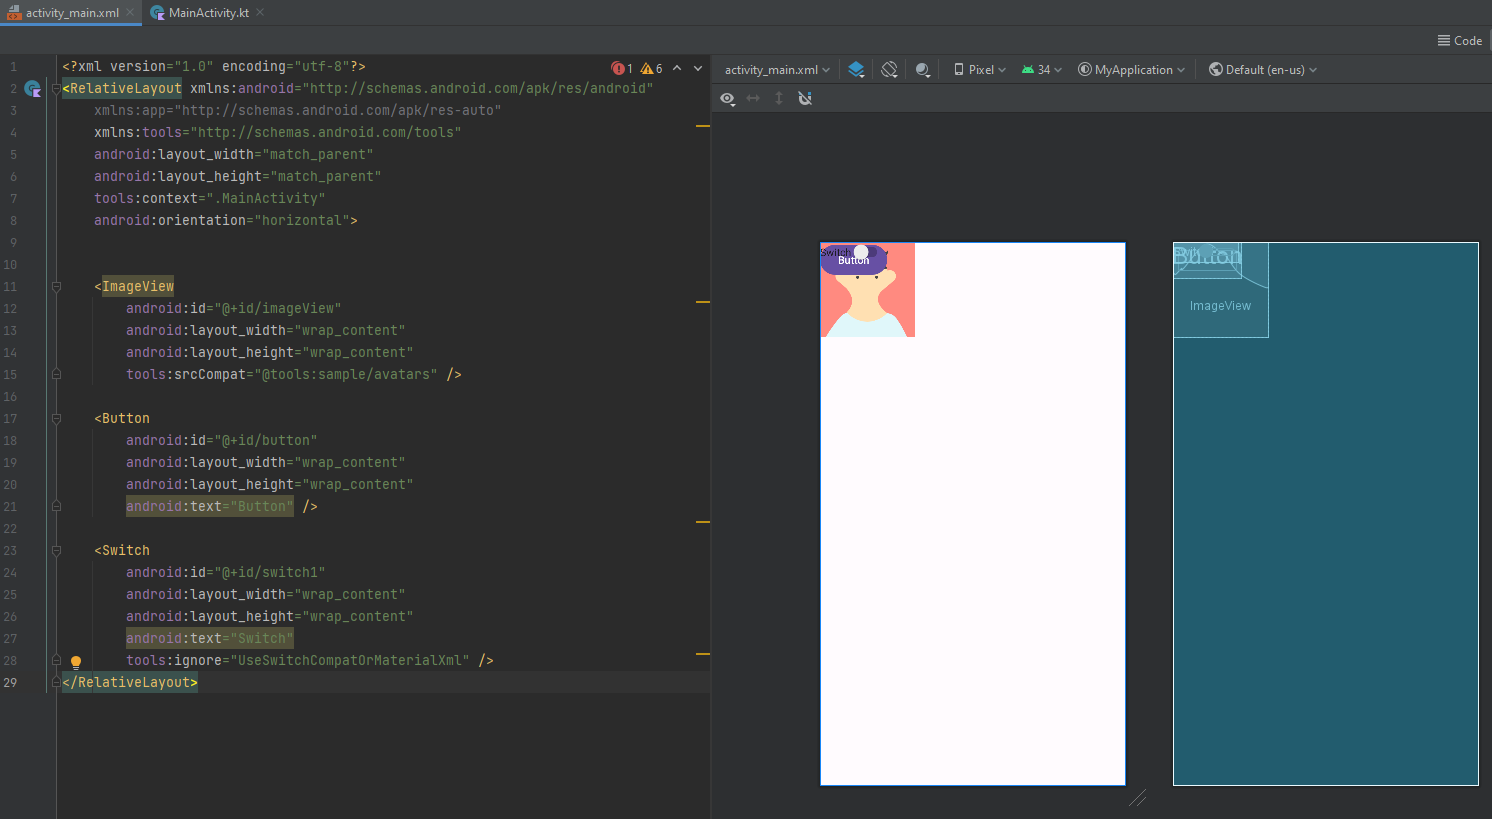 activity_main.xml MainActivity.kt
Code
1 <?xml version="1.0" encoding="utf-8"?> 1 6
2 <RelativeLayout xmlns:android="http://schemas.android.com/apk/res/android"
3 xmlns:app="http://schemas.android.com/apk/res-auto"
4 xmlns:tools="http://schemas.android.com/tools"
5 android:layout_width="match_parent"
6 android:layout_height="match_parent"
7 tools:context=".MainActivity"
8 android:orientation="horizontal">
9
10
11 <ImageView
12 android:id="@+id/imageView"
13 android:layout_width="wrap_content"
14 android:layout_height="wrap_content"
15 tools:srcCompat="@tools:sample/avatars" />
16
17 <Button
18 android:id="@+id/button"
19 android:layout_width="wrap_content"
20 android:layout_height="wrap_content"
21 android:text="Button" />
22
23 <Switch
24 android:id="@+id/switch1"
25 android:layout_width="wrap_content"
26 android:layout_height="wrap_content"
27 android:text="Switch"
28 tools:ignore="UseSwitchCompatOrMaterialXml" />
29 </RelativeLayout>
activity_main.xml Pixel 34 MyApplication Default (en-us)
Switch
Button
Button
ImageView